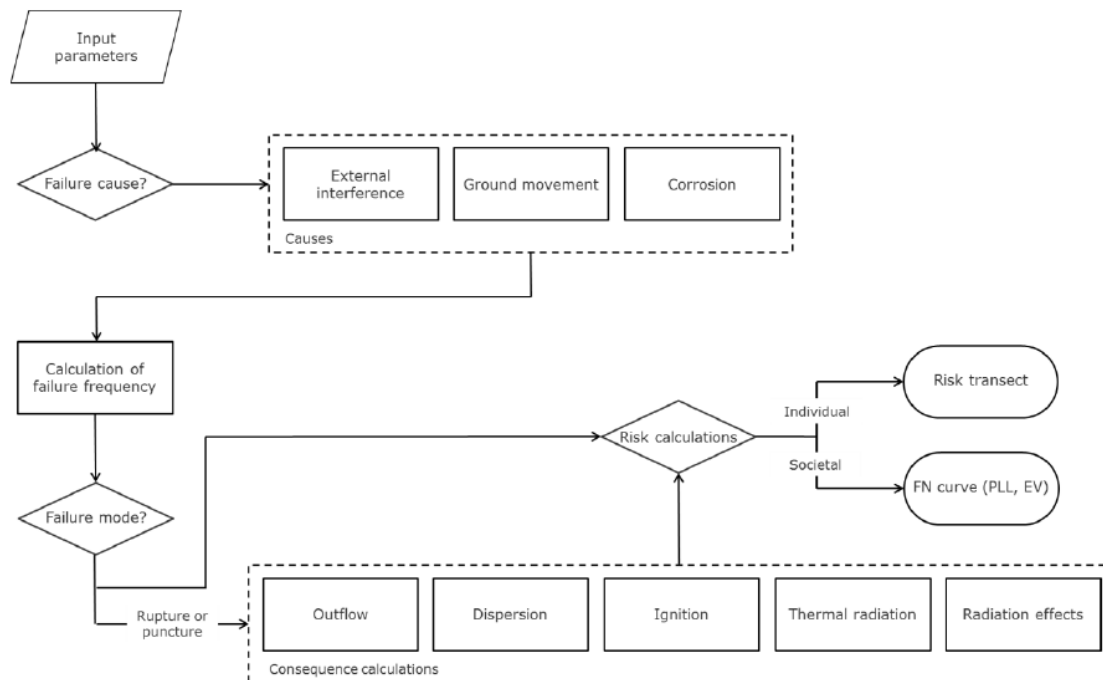 Input
parameters
Failure cause?
External
interference
Ground movement
Corrosion
Causes
Calculation of
failure frequency
Failure mode?
Risk calculations
Individual
Societal
Risk transect
FN curve (PLL, EV)
Rupture or
puncture
Outflow
Dispersion
Ignition
Thermal radiation
Radiation effects
Consequence calculations